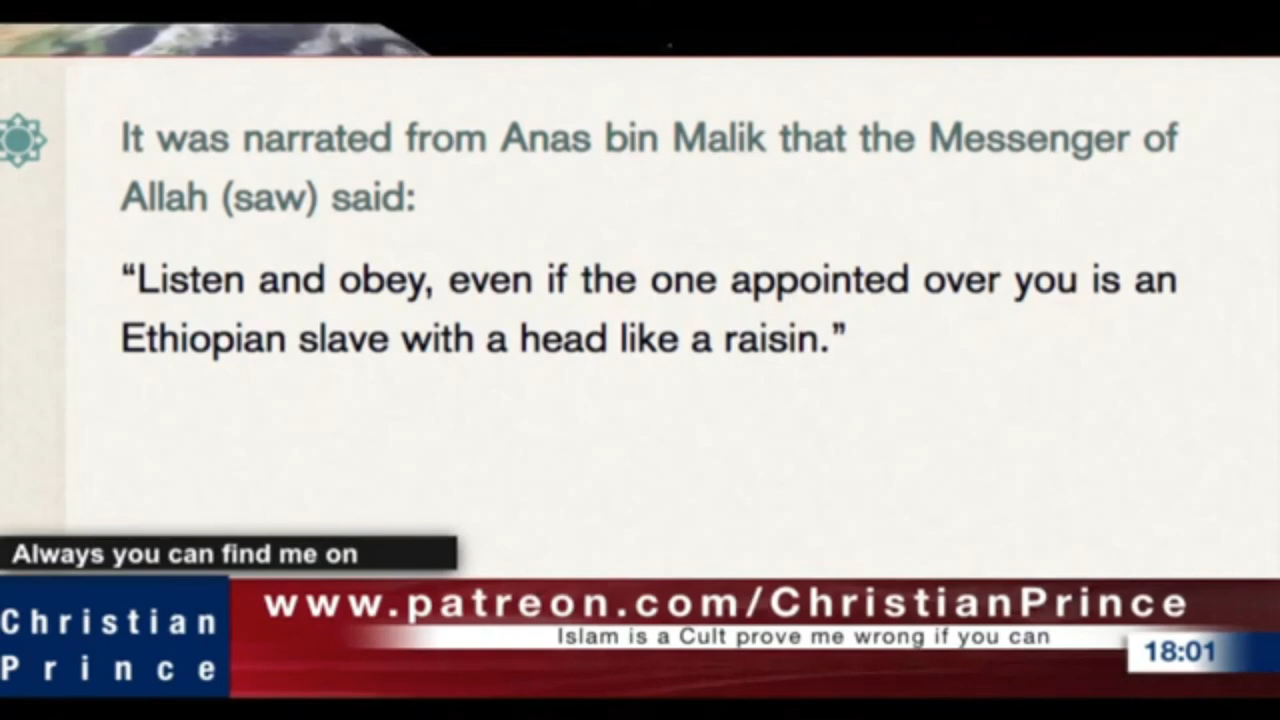 It was narrated from Anas bin Malik that the Messenger of
Allah (saw) said:
“Listen and obey, even if the one appointed over you is an
Ethiopian slave with a head like a raisin.”
Always you can find me on
Christian
Prince
www.patreon.com/ChristianPrince
Islam is a Cult prove me wrong if you can
18:01